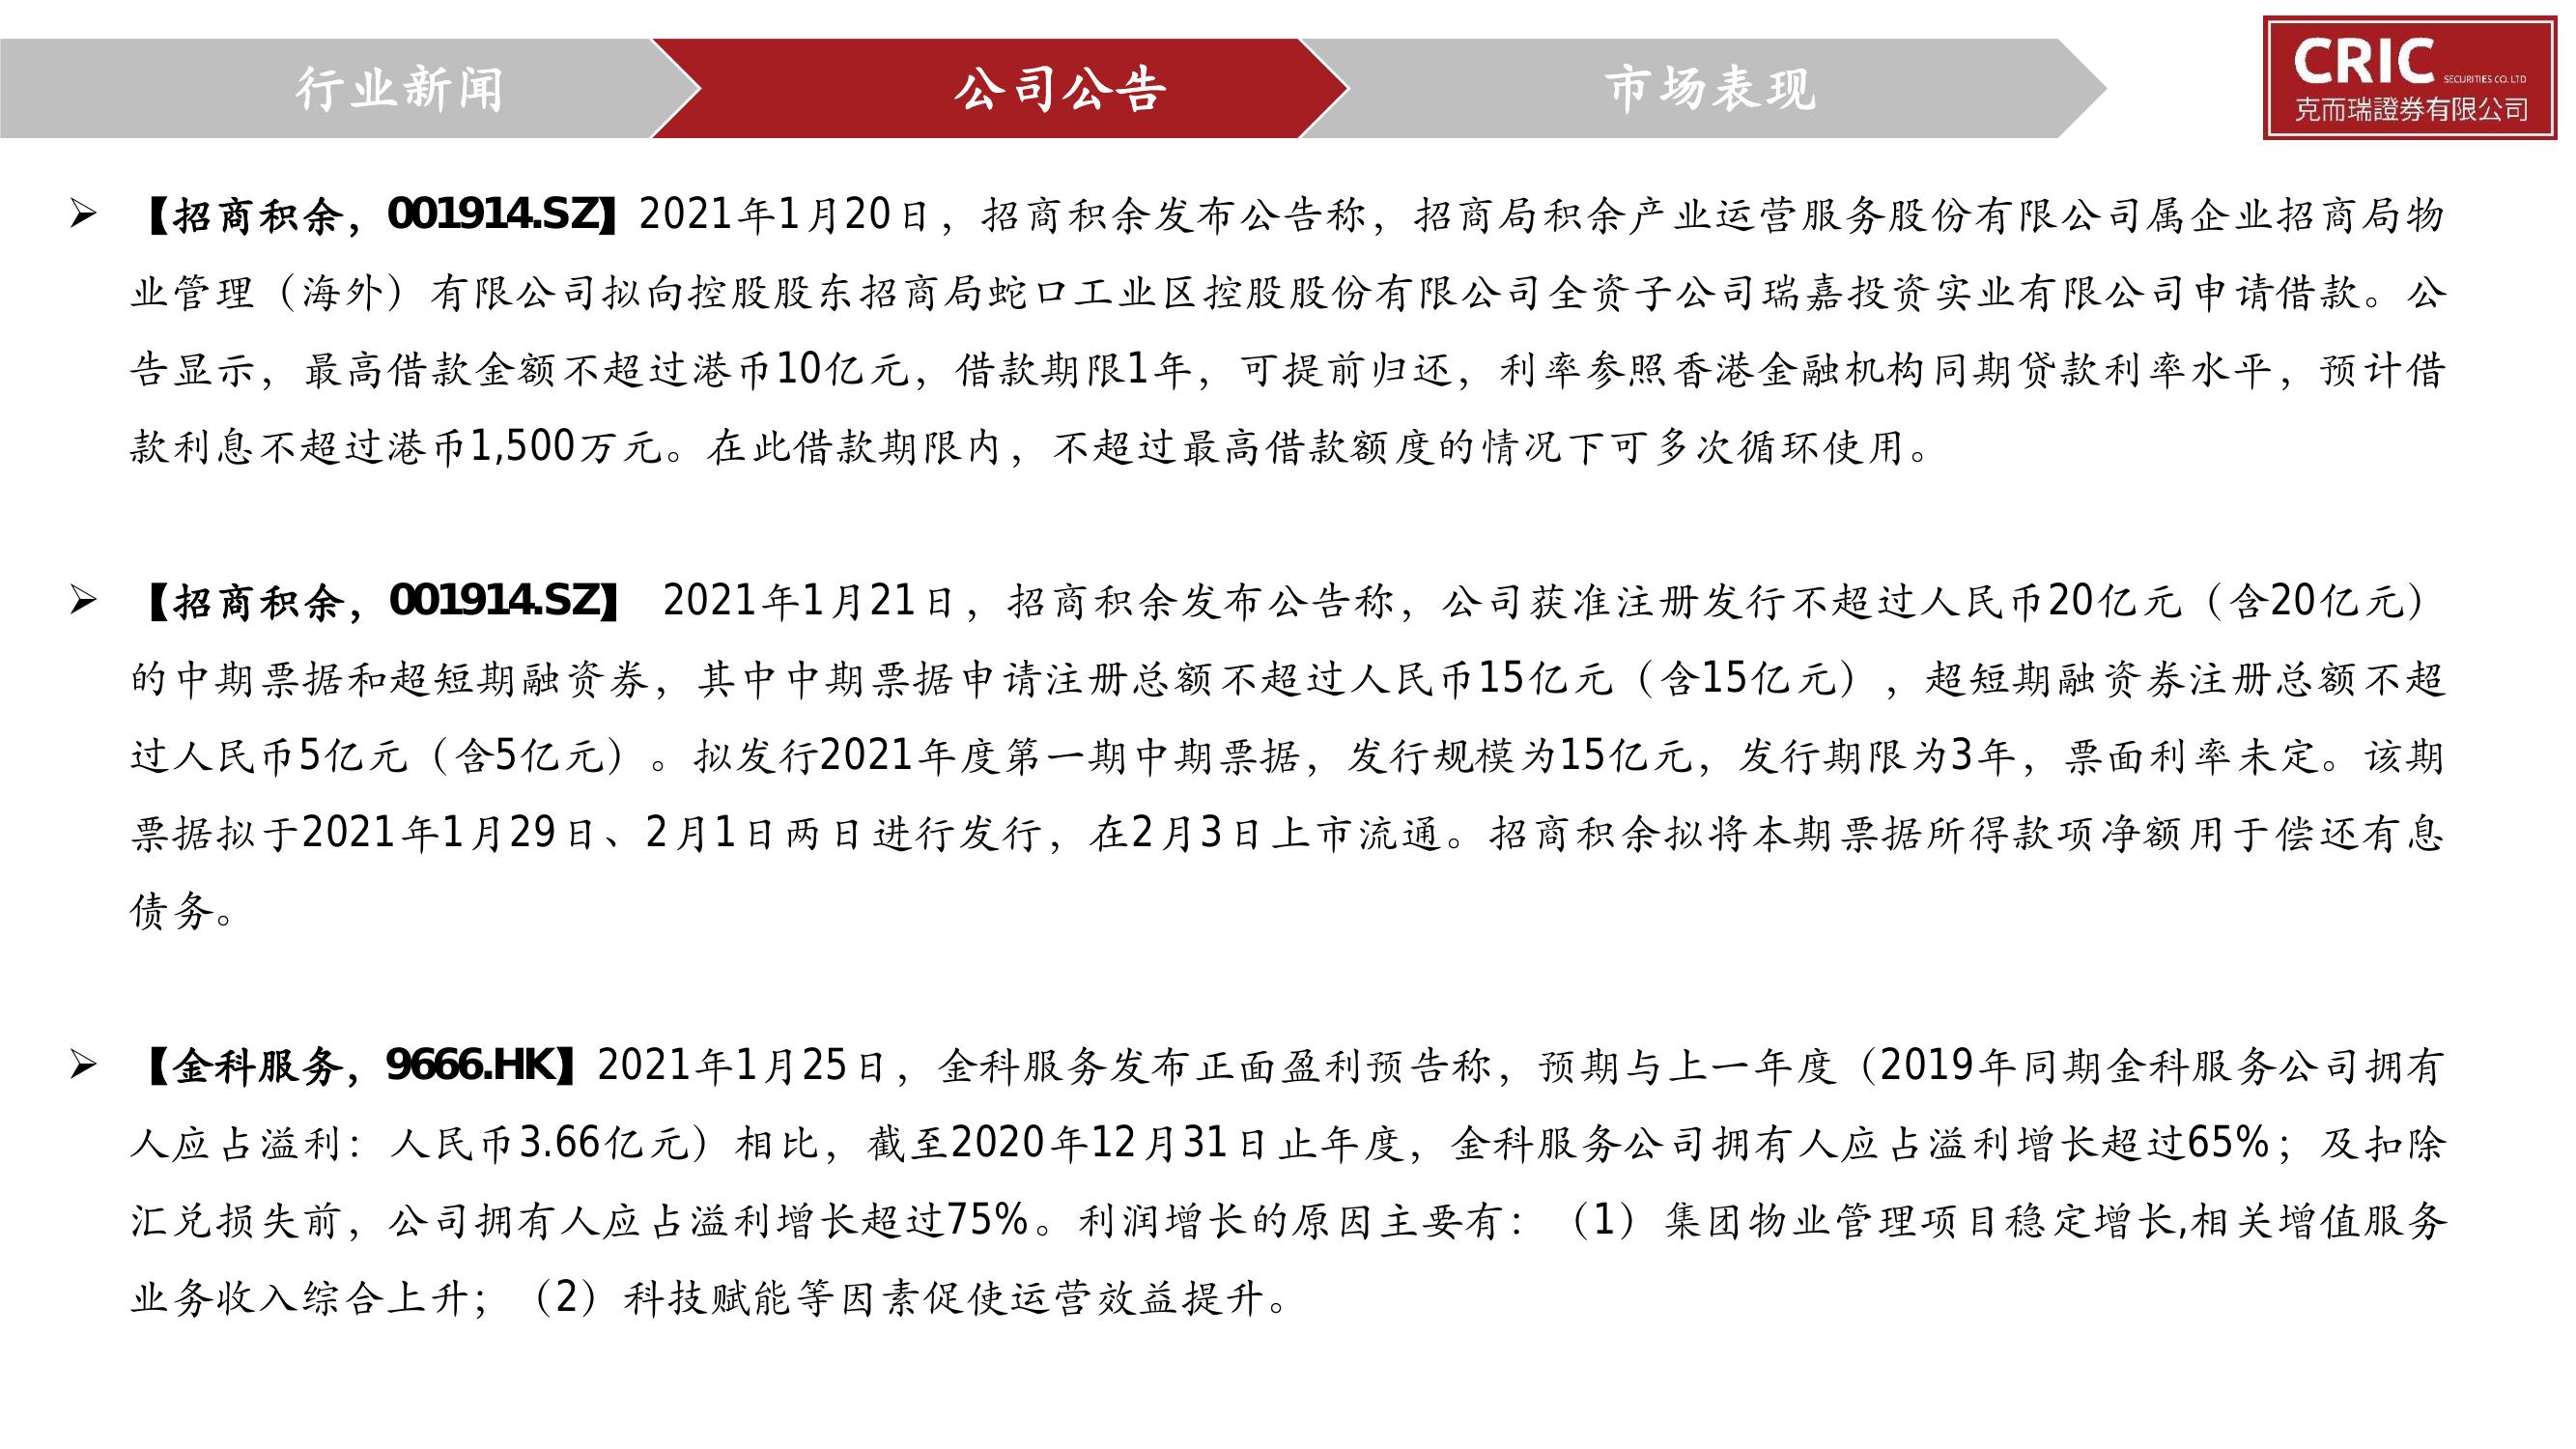 行业新闻
公司公告
市场表现
CRIC SECURITIES CO. LTD
克而瑞證券有限公司
➢ 【招商积余，001914.SZ】2021年1月20日，招商积余发布公告称，招商局积余产业运营服务股份有限公司属企业招商局物
业管理（海外）有限公司拟向控股股东招商局蛇口工业区控股股份有限公司全资子公司瑞嘉投资实业有限公司申请借款。公
告显示，最高借款金额不超过港币10亿元，借款期限1年，可提前归还，利率参照香港金融机构同期贷款利率水平，预计借
款利息不超过港币1,500万元。在此借款期限内，不超过最高借款额度的情况下可多次循环使用。
➢ 【招商积余，001914.SZ】 2021年1月21日，招商积余发布公告称，公司获准注册发行不超过人民币20亿元（含20亿元）
的中期票据和超短期融资券，其中中期票据申请注册总额不超过人民币15亿元（含15亿元），超短期融资券注册总额不超
过人民币5亿元（含5亿元）。拟发行2021年度第一期中期票据，发行规模为15亿元，发行期限为3年，票面利率未定。该期
票据拟于2021年1月29日、2月1日两日进行发行，在2月3日上市流通。招商积余拟将本期票据所得款项净额用于偿还有息
债务。
➢ 【金科服务，9666.HK】2021年1月25日，金科服务发布正面盈利预告称，预期与上一年度（2019年同期金科服务公司拥有
人应占溢利：人民币3.66亿元）相比，截至2020年12月31日止年度，金科服务公司拥有人应占溢利增长超过65%；及扣除
汇兑损失前，公司拥有人应占溢利增长超过75%。利润增长的原因主要有：（1）集团物业管理项目稳定增长,相关增值服务
业务收入综合上升；（2）科技赋能等因素促使运营效益提升。